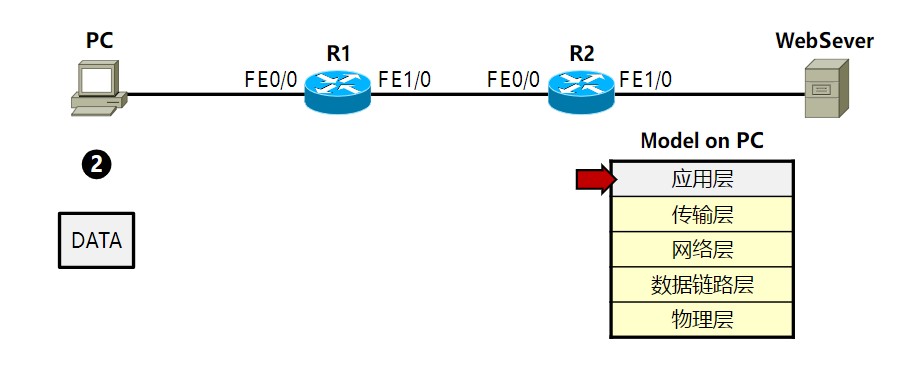 PC
R1
R2
WebSever
FE0/0
FE1/0
FE0/0
FE1/0
Model on PC
2
应用层
传输层
DATA
网络层
数据链路层
物理层